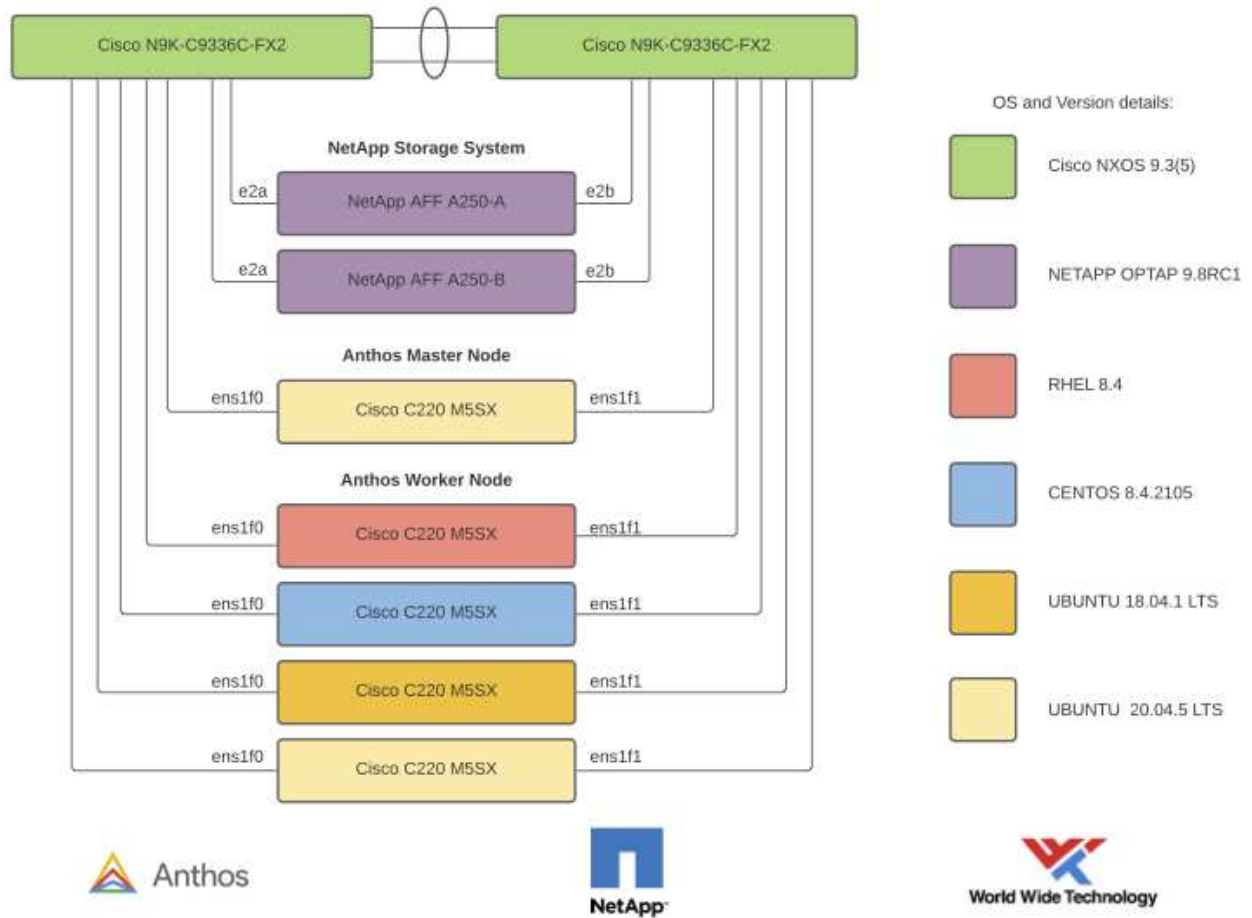 Cisco N9K-C9336C-FX2
Cisco N9K-C9336C-FX2
OS and Version details:
Cisco NXOS 9.3(5)
NETAPP OPTAP 9.8RC1
RHEL 8.4
CENTOS 8.4.2105
UBUNTU 18.04.1 LTS
UBUNTU 20.04.5 LTS
NetApp Storage System
e2a
NetApp AFF A250-A
e2b
e2a
NetApp AFF A250-B
e2b
Anthos Master Node
ens1f0
Cisco C220 M5SX
ens1f1
Anthos Worker Node
ens1f0
Cisco C220 M5SX
ens1f1
ens1f0
Cisco C220 M5SX
ens1f1
ens1f0
Cisco C220 M5SX
ens1f1
ens1f0
Cisco C220 M5SX
ens1f1
Anthos
NetApp
World Wide Technology